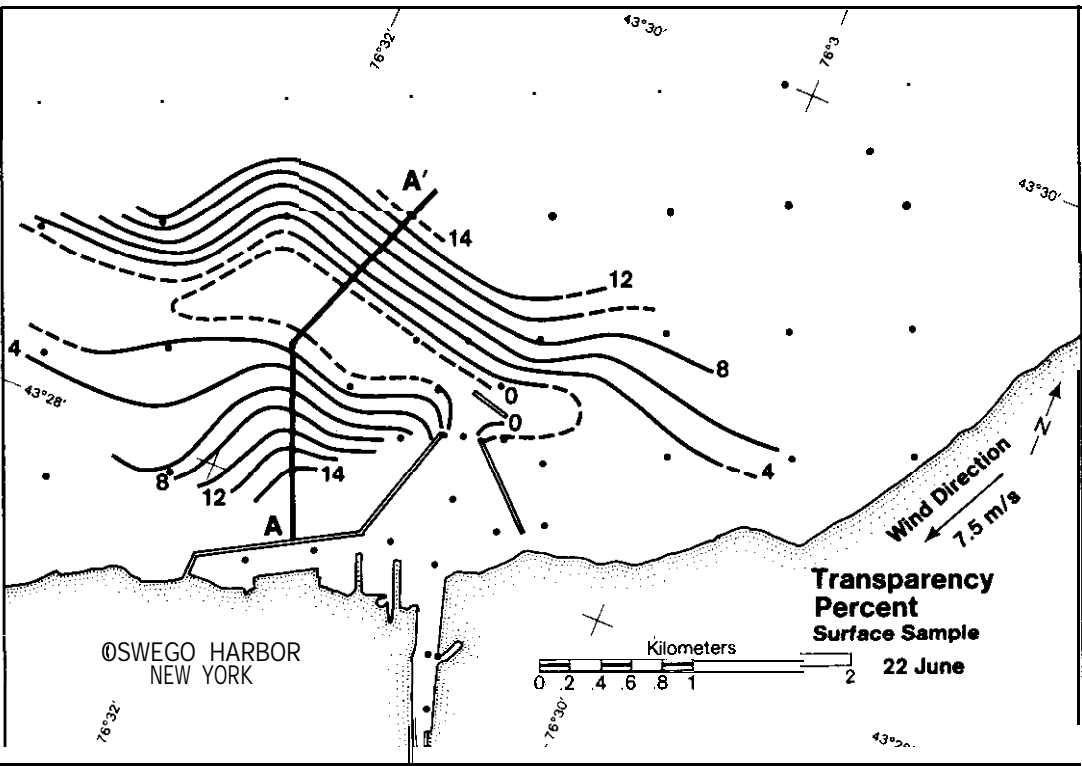 76°32'
43°30'
76°3
43°30'
A'
14
12
8
4
4
0
0
43°28'
8
12
14
A
N
Wind Direction
7.5 m/s
Transparency
Percent
Surface Sample
22 June
OSWEGO HARBOR
NEW YORK
Kilometers
0 .2 .4 .6 .8 1 2
76°32'
76°30'